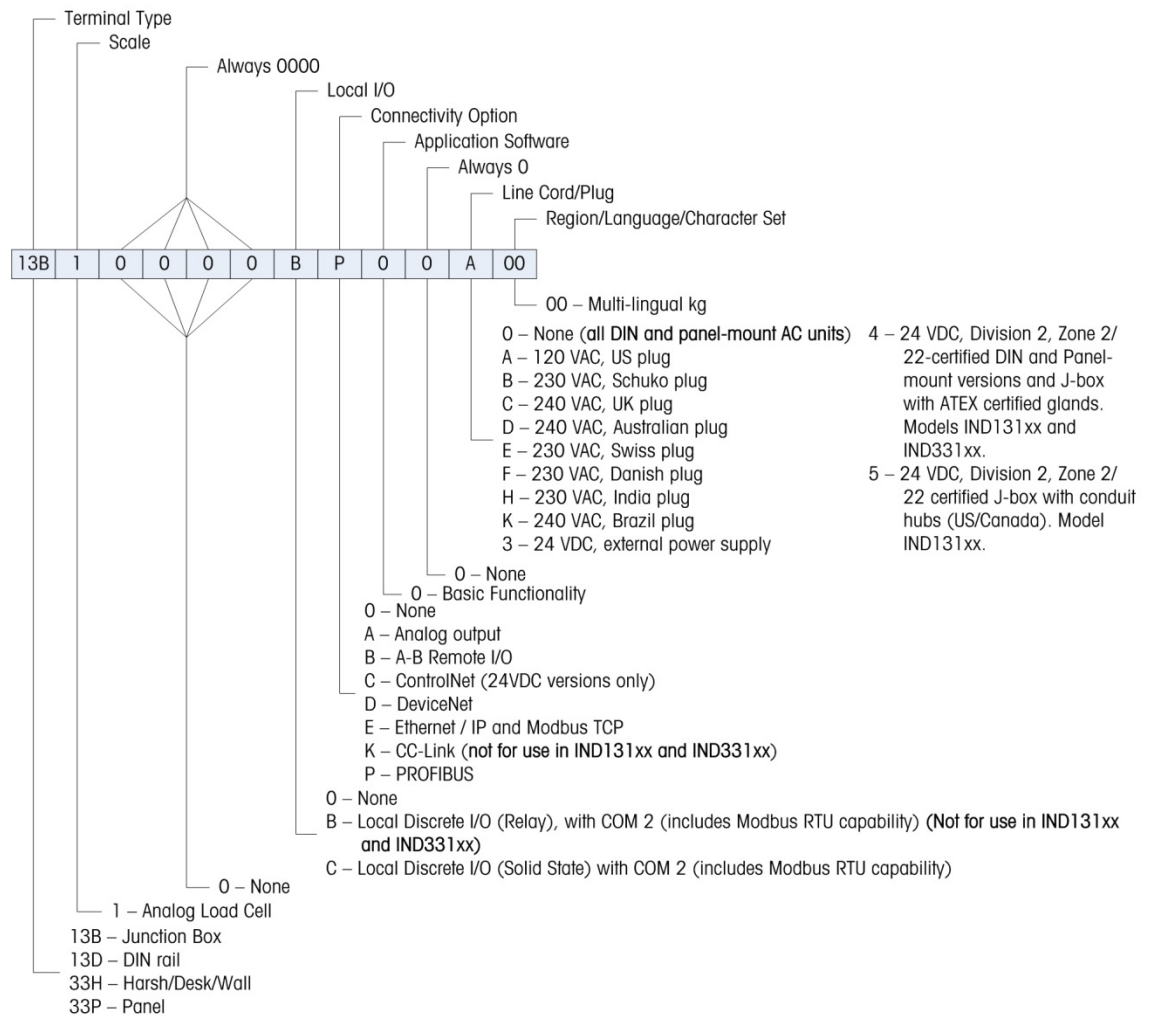 Terminal Type
Scale
Always 0000
Local I/O
Connectivity Option
Application Software
Always 0
Line Cord/Plug
Region/Language/Character Set
13B 1 0 0 0 0 B P 0 0 A 00
00 – Multi-lingual kg
0 – None (all DIN and panel-mount AC units)
A – 120 VAC, US plug
B – 230 VAC, Schuko plug
C – 240 VAC, UK plug
D – 240 VAC, Australian plug
E – 230 VAC, Swiss plug
F – 230 VAC, Danish plug
H – 230 VAC, India plug
K – 240 VAC, Brazil plug
3 – 24 VDC, external power supply
4 – 24 VDC, Division 2, Zone 2/
22-certified DIN and Panel-
mount versions and J-box
with ATEX certified glands.
Models IND131xx and
IND331xx.
5 – 24 VDC, Division 2, Zone 2/
22 certified J-box with conduit
hubs (US/Canada). Model
IND131xx.
0 – None
0 – Basic Functionality
0 – None
A – Analog output
B – A-B Remote I/O
C – ControlNet (24VDC versions only)
D – DeviceNet
E – Ethernet / IP and Modbus TCP
K – CC-Link (not for use in IND131xx and IND331xx)
P – PROFIBUS
0 – None
B – Local Discrete I/O (Relay), with COM 2 (includes Modbus RTU capability) (Not for use in IND131xx
and IND331xx)
C – Local Discrete I/O (Solid State) with COM 2 (includes Modbus RTU capability)
0 – None
1 – Analog Load Cell
13B – Junction Box
13D – DIN rail
33H – Harsh/Desk/Wall
33P – Panel